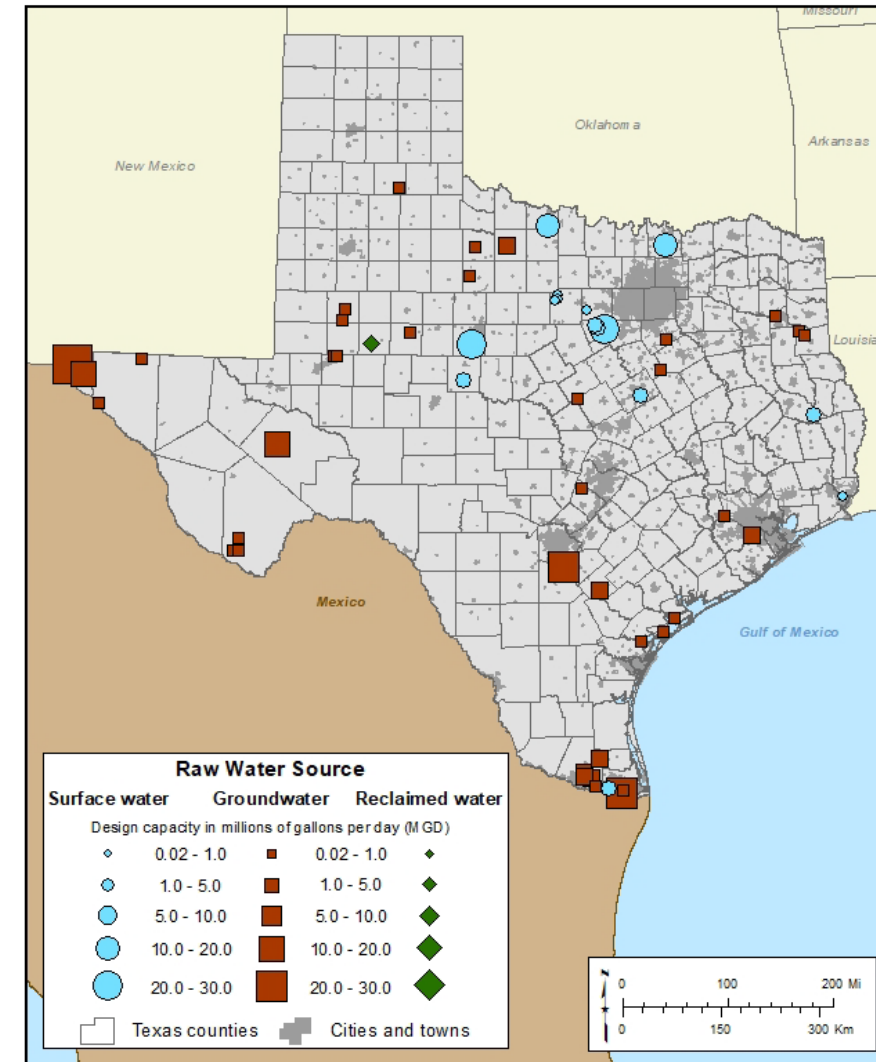 Missouri
Oklahoma
Arkansas
New Mexico
Louisia
Mexico
Gulf of Mexico
Raw Water Source
Surface water Groundwater Reclaimed water
Design capacity in millions of gallons per day (MGD)
0.02 - 1.0 0.02 - 1.0
1.0 - 5.0 1.0 - 5.0
5.0 - 10.0 5.0 - 10.0
10.0 - 20.0 10.0 - 20.0
20.0 - 30.0 20.0 - 30.0
Texas counties Cities and towns
N
0 100 200 Mi
0 150 300 Km